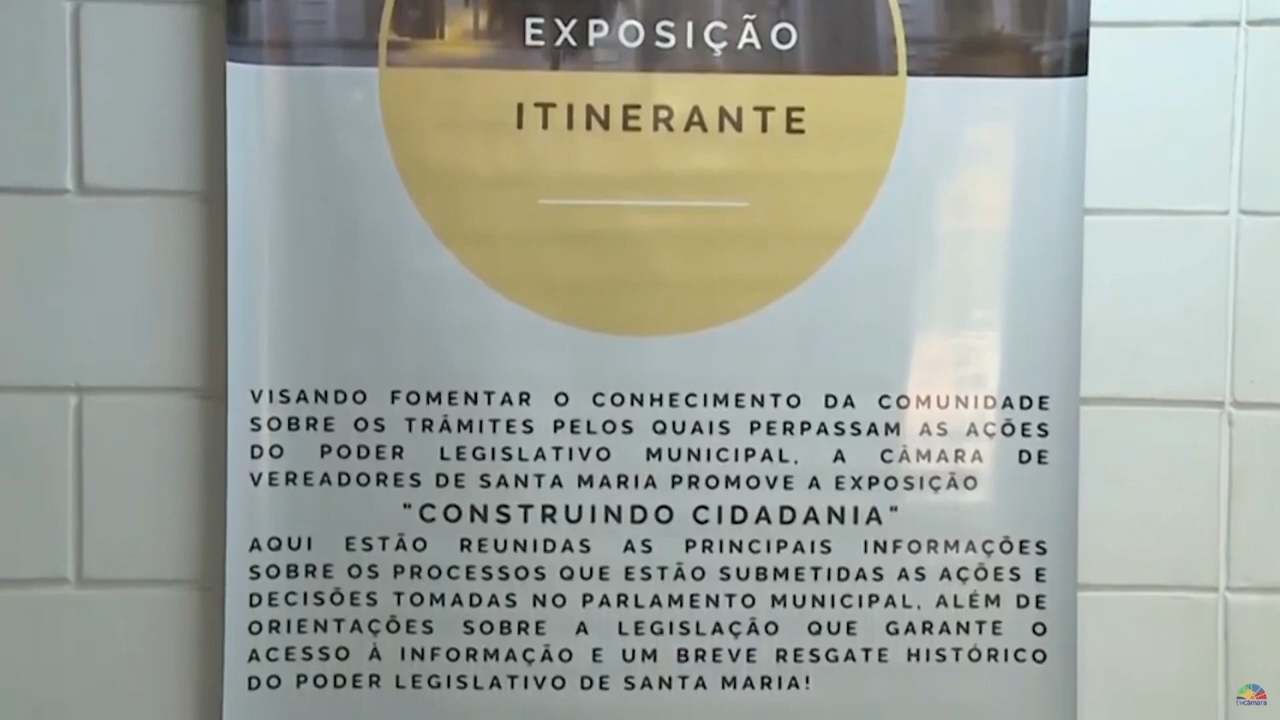 EXPOSIÇÃO
ITINERANTE
VISANDO FOMENTAR O CONHECIMENTO DA COMUNIDADE
SOBRE OS TRÂMITES PELOS QUAIS PERPASSAM AS AÇÕES
DO PODER LEGISLATIVO MUNICIPAL, A CÂMARA DE
VEREADORES DE SANTA MARIA PROMOVE A EXPOSIÇÃO
"CONSTRUINDO CIDADANIA"
AQUI ESTÃO REUNIDAS AS PRINCIPAIS INFORMAÇÕES
SOBRE OS PROCESSOS QUE ESTÃO SUBMETIDAS AS AÇÕES E
DECISÕES TOMADAS NO PARLAMENTO MUNICIPAL, ALÉM DE
ORIENTAÇÕES SOBRE A LEGISLAÇÃO QUE GARANTE O
ACESSO À INFORMAÇÃO E UM BREVE RESGATE HISTÓRICO
DO PODER LEGISLATIVO DE SANTA MARIA!
tvcâmara